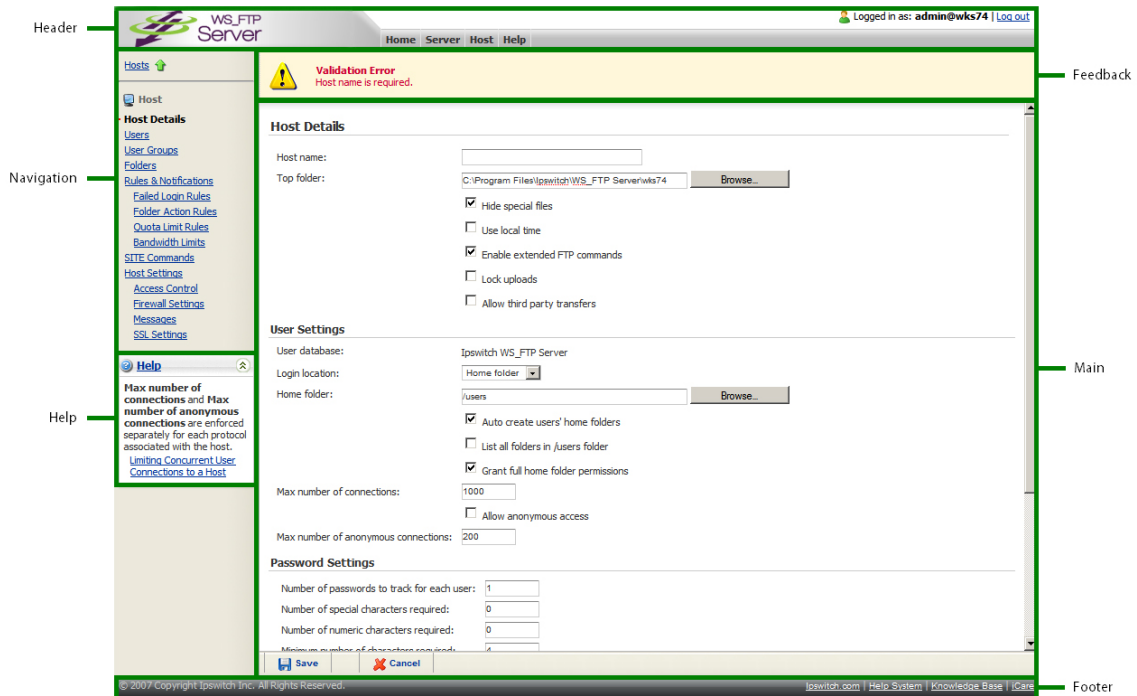 Header
WS_FTP
Server
Logged in as: admin@wks74 | Log out
Home Server Host Help
Hosts
Validation Error
Host name is required.
Feedback
Host
Host Details
Users
User Groups
Folders
Rules & Notifications
Failed Login Rules
Folder Action Rules
Quota Limit Rules
Bandwidth Limits
SITE Commands
Host Settings
Access Control
Firewall Settings
Messages
SSL Settings
Navigation
Help
Max number of
connections and Max
number of anonymous
connections are enforced
separately for each protocol
associated with the host.
Limiting Concurrent User
Connections to a Host
Help
Host Details
Host name:
Top folder: C:\Program Files\Ipswitch\WS_FTP Server\wks74 Browse...
Hide special files
Use local time
Enable extended FTP commands
Lock uploads
Allow third party transfers
User Settings
User database: Ipswitch WS_FTP Server
Login location: Home folder
Home folder: /users Browse...
Auto create users' home folders
List all folders in /users folder
Grant full home folder permissions
Max number of connections: 1000
Allow anonymous access
Max number of anonymous connections: 200
Password Settings
Number of passwords to track for each user: 1
Number of special characters required: 0
Number of numeric characters required: 0
Minimum number of characters required: 4
Main
Save Cancel
© 2007 Copyright Ipswitch Inc. All Rights Reserved.
Ipswitch.com | Help System | Knowledge Base | iCare
Footer